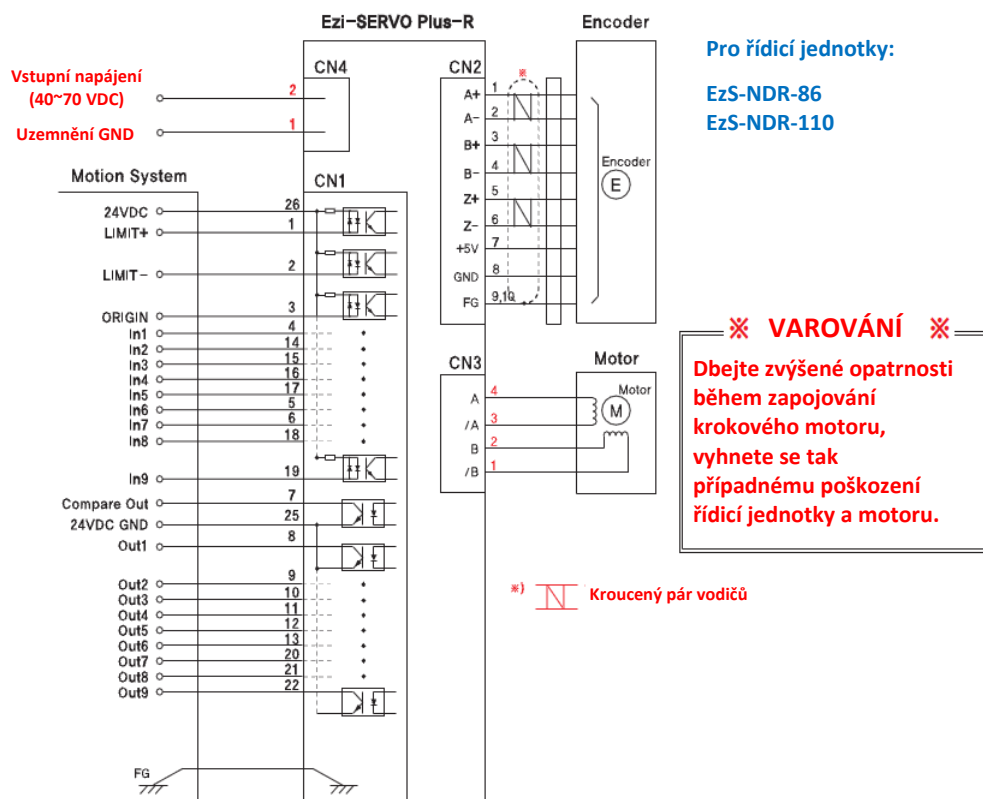 Ezi-SERVO Plus-R
Encoder
Pro řídicí jednotky:
EzS-NDR-86
EzS-NDR-110
Vstupní napájení
(40~70 VDC)
Uzemnění GND
CN4
2
1
CN2
※
A+ 1
A- 2
B+ 3
B- 4
Z+ 5
Z- 6
+5V 7
GND 8
FG 9,10
Encoder
E
Motion System
CN1
24VDC 26
LIMIT+ 1
LIMIT- 2
ORIGIN 3
In1 4
In2 14
In3 15
In4 16
In5 17
In6 5
In7 6
In8 18
In9 19
Compare Out 7
24VDC GND 25
Out1 8
Out2 9
Out3 10
Out4 11
Out5 12
Out6 13
Out7 20
Out8 21
Out9 22
FG
CN3
A 4
/A 3
B 2
/B 1
Motor
Motor
M
※ VAROVÁNÍ ※
Dbejte zvýšené opatrnosti
během zapojování
krokového motoru,
vyhnete se tak
případnému poškození
řídicí jednotky a motoru.
※) Kroucený pár vodičů